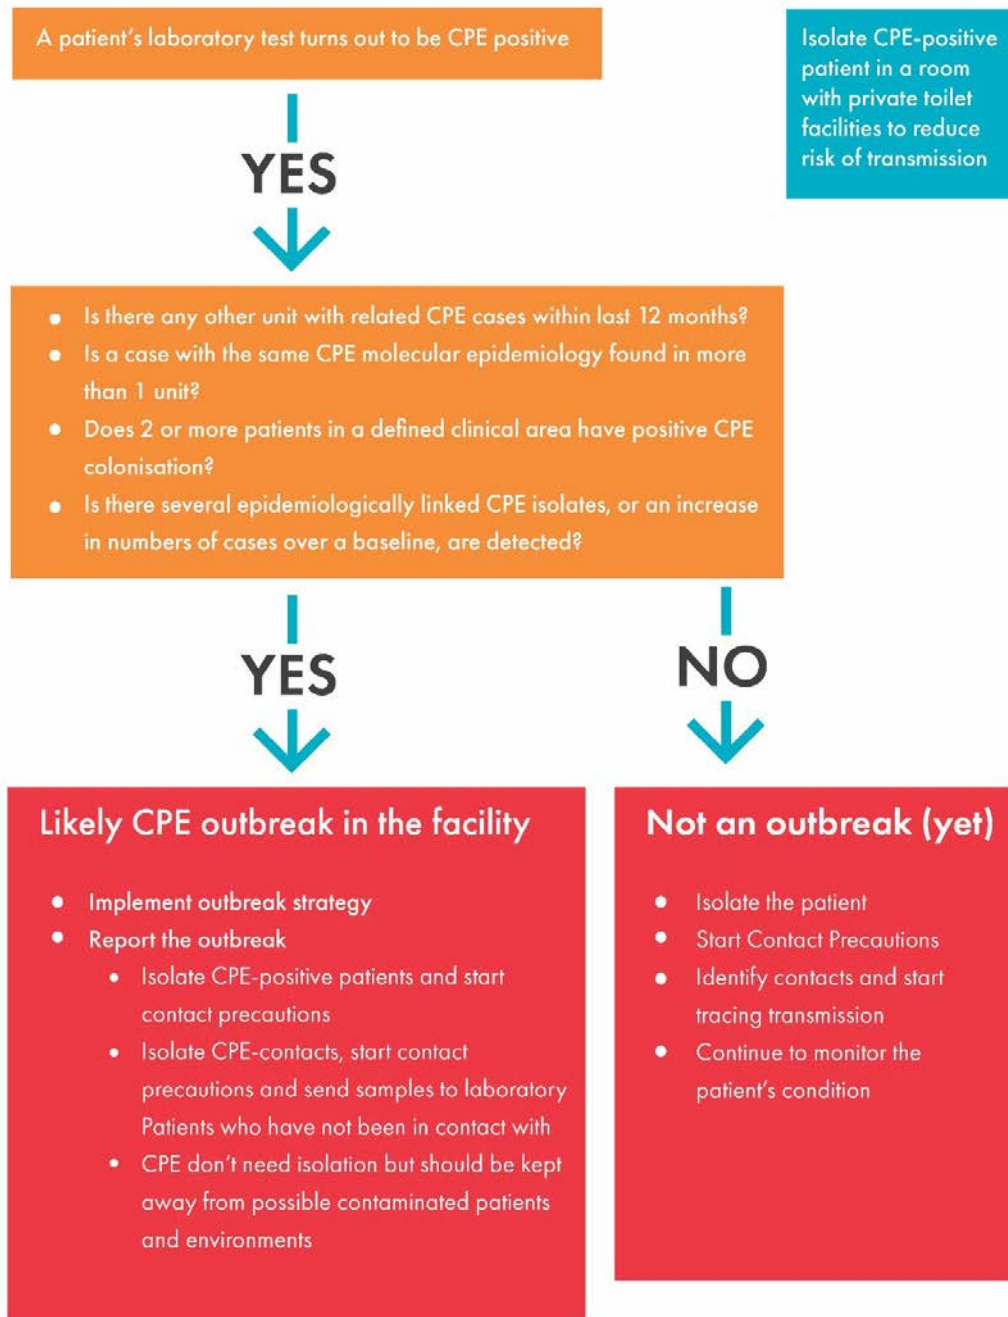 A patient's laboratory test turns out to be CPE positive
Isolate CPE-positive
patient in a room
with private toilet
facilities to reduce
risk of transmission
YES
● Is there any other unit with related CPE cases within last 12 months?
● Is a case with the same CPE molecular epidemiology found in more
than 1 unit?
● Does 2 or more patients in a defined clinical area have positive CPE
colonisation?
● Is there several epidemiologically linked CPE isolates, or an increase
in numbers of cases over a baseline, are detected?
YES
NO
Likely CPE outbreak in the facility
● Implement outbreak strategy
● Report the outbreak
● Isolate CPE-positive patients and start
contact precautions
● Isolate CPE-contacts, start contact
precautions and send samples to laboratory
Patients who have not been in contact with
● CPE don't need isolation but should be kept
away from possible contaminated patients
and environments
Not an outbreak (yet)
● Isolate the patient
● Start Contact Precautions
● Identify contacts and start
tracing transmission
● Continue to monitor the
patient's condition